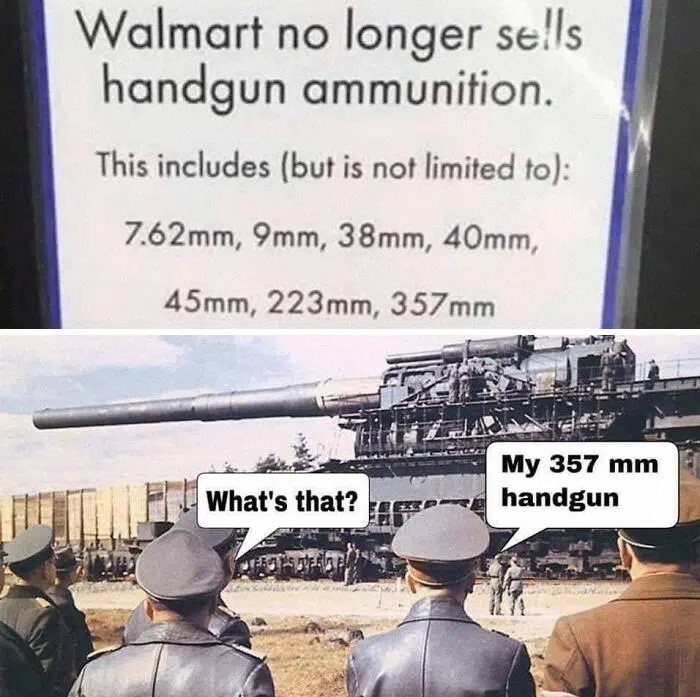 Walmart no longer sells
handgun ammunition.
This includes (but is not limited to):
7.62mm, 9mm, 38mm, 40mm,
45mm, 223mm, 357mm
What's that?
My 357 mm
handgun